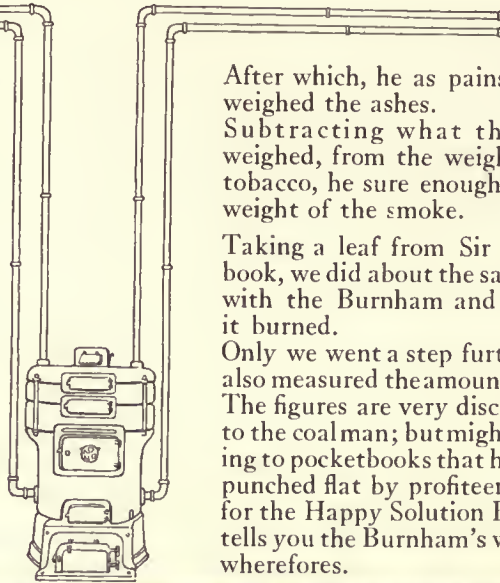 After which, he as pains
weighed the ashes.
Subtracting what th
weighed, from the weigh
tobacco, he sure enough
weight of the smoke.
Taking a leaf from Sir
book, we did about the sa
with the Burnham and
it burned.
Only we went a step furt
also measured the amoun
The figures are very disc
to the coal man; but migh
ing to pocketbooks that h
punched flat by profiteer
for the Happy Solution
tells you the Burnham's w
wherefores.